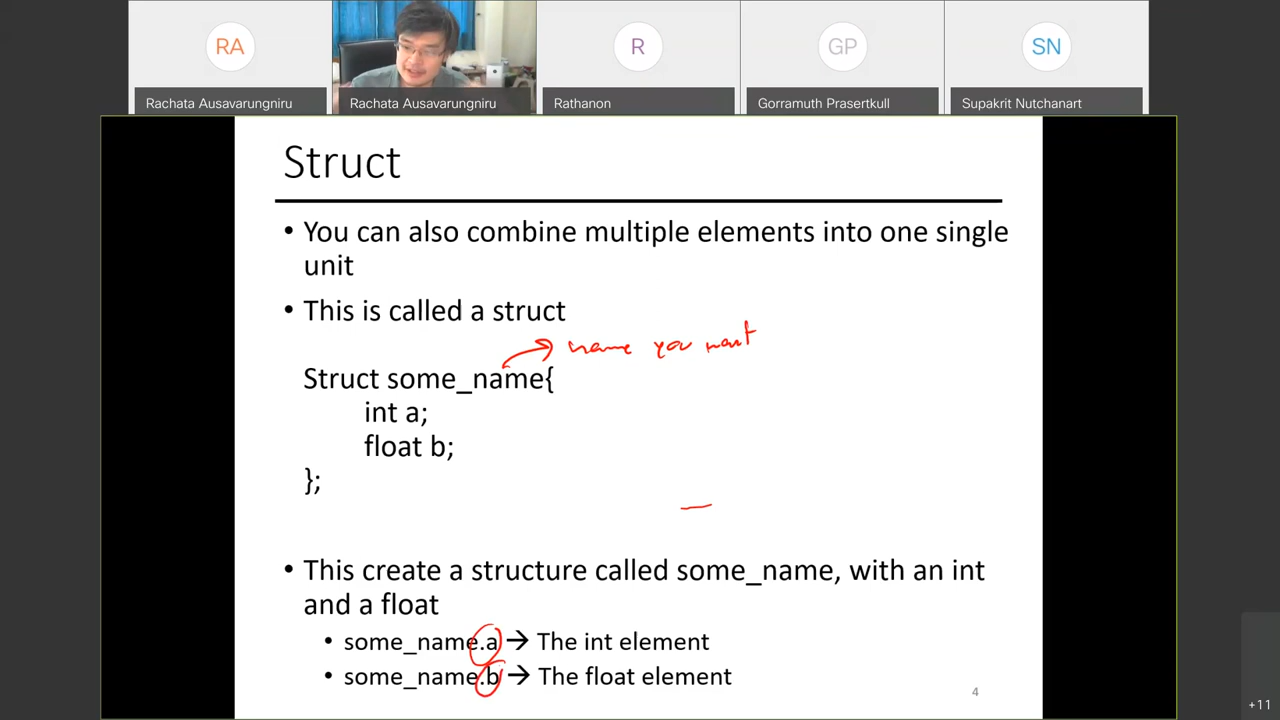 RA
R
GP
SN
Rachata Ausavarungniru
Rachata Ausavarungniru
Rathanon
Gorramuth Prasertkull
Supakrit Nutchanart
Struct
• You can also combine multiple elements into one single
unit
• This is called a struct
name you want
Struct some_name{
int a;
float b;
};
• This create a structure called some_name, with an int
and a float
• some_name.a → The int element
• some_name.b → The float element
4
+11